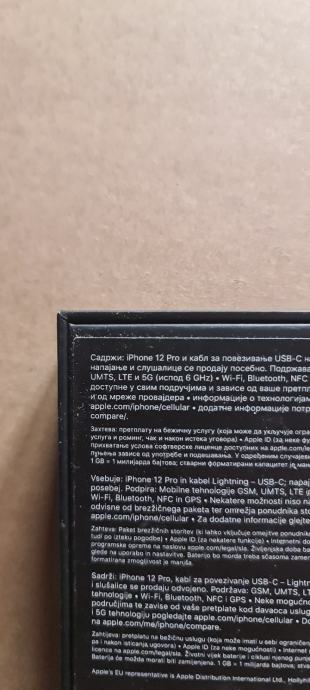 Садржи: iPhone 12 Pro и кабл за повезивање USB-C на
напајање и слушалице се продају посебно. Подржава
UMTS, LTE и 5G (испод 6 GHz) • Wi-Fi, Bluetooth, NFC
доступне у свим подручјима и зависе од ваше претпл
и од мреже провајдера • информације о технологијам
apple.com/iphone/cellular • додатне информације потр
compare/.
Захтева: претплату на бежичну услугу (која може да укључује огра
услуга и роминг, чак и након истека уговора) • Apple ID (за неке фу
прихватање услова софтверске лиценце доступних на
пуњења зависе од употребе и подешавања. У одређеним случајев
1 GB = 1 милијарда бајтова; стварни форматирани капацитет је мањ
Vsebuje: iPhone 12 Pro in kabel Lightning – USB-C; napaj
posebej. Podpira: Mobilne tehnologije GSM, UMTS, LTE i
Wi-Fi, Bluetooth, NFC in GPS • Nekatere možnosti niso na
odvisne od brezžičnega paketa ter omrežja ponudnika sto
apple.com/iphone/cellular • Za dodatne informacije glejte
Zahteva: Paket brezžičnih storitev (ki lahko vključuje omejitve ponudnik
tudi po izteku pogodbe) • Apple ID (za nekatere funkcije) • Internetni do
programske opreme na naslovu apple.com/legal/sla. Življenjska doba ba
glede na uporabo in nastavitve. Baterijo bo morda treba sčasoma zamen
formatirana zmogljivost je manjša.
Sadrži: iPhone 12 Pro, kabl za povezivanje USB-C – Lightn
i slušalice se prodaju odvojeno. Podržava: GSM, UMTS, LT
tehnologije • Wi-Fi, Bluetooth, NFC i GPS • Neke mogućno
područjima te zavise od vaše pretplate kod davaoca uslug
i 5G tehnologiju pogledajte apple.com/iphone/cellular • Do
na apple.com/me/iphone/compare.
Zahtijeva: pretplatu na bežičnu uslugu (koja može imati u sebi ograničen
pa i nakon isticanja ugovora) • Apple ID (za neke mogućnosti) • Internet
licence na apple.com/legal/sla. Životni vijek baterije i ciklusi njenog punj
Baterija će možda morati biti zamijenjena. 1 GB = 1 milijarda bajtova; stv
Apple's EU representative is Apple Distribution International Ltd., Hollyhi